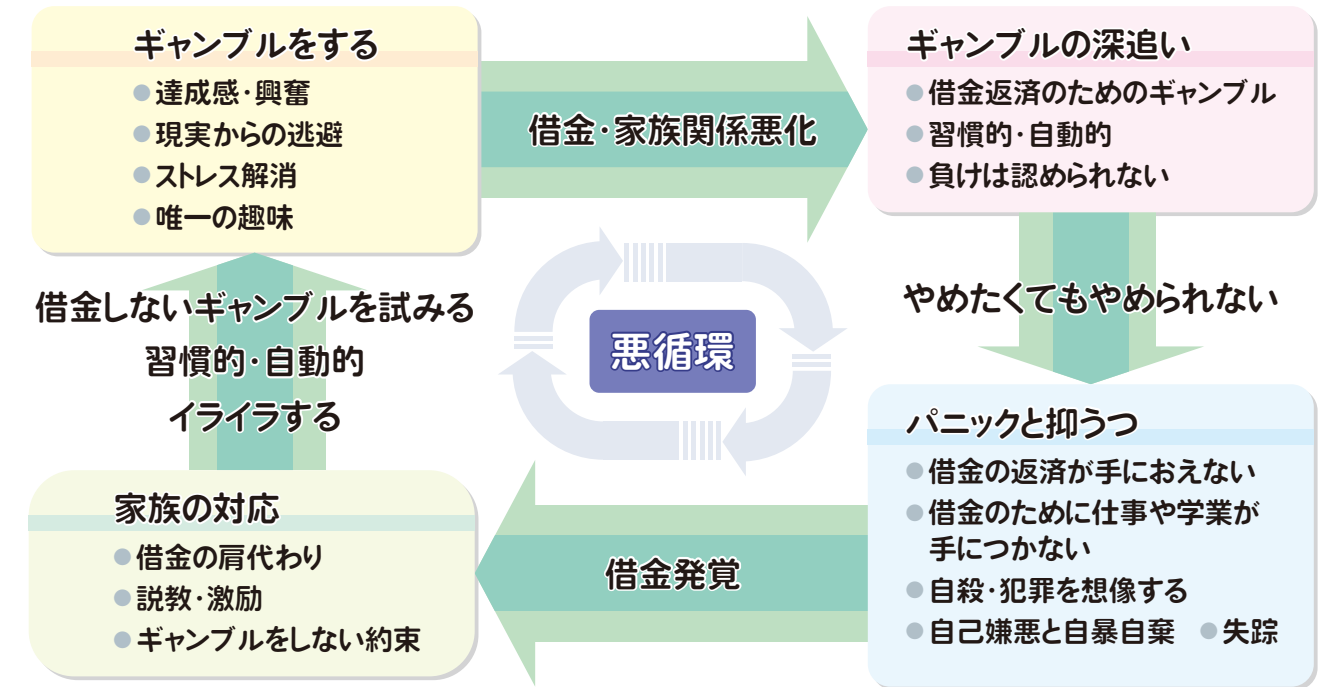 ギャンブルをする
●達成感・興奮
●現実からの逃避
●ストレス解消
●唯一の趣味
借金・家族関係悪化
ギャンブルの深追い
●借金返済のためのギャンブル
●習慣的・自動的
●負けは認められない
やめたくてもやめられない
パニックと抑うつ
●借金の返済が手におえない
●借金のために仕事や学業が
手につかない
●自殺・犯罪を想像する
●自己嫌悪と自暴自棄 ●失踪
借金発覚
家族の対応
●借金の肩代わり
●説教・激励
●ギャンブルをしない約束
借金しないギャンブルを試みる
習慣的・自動的
イライラする
悪循環